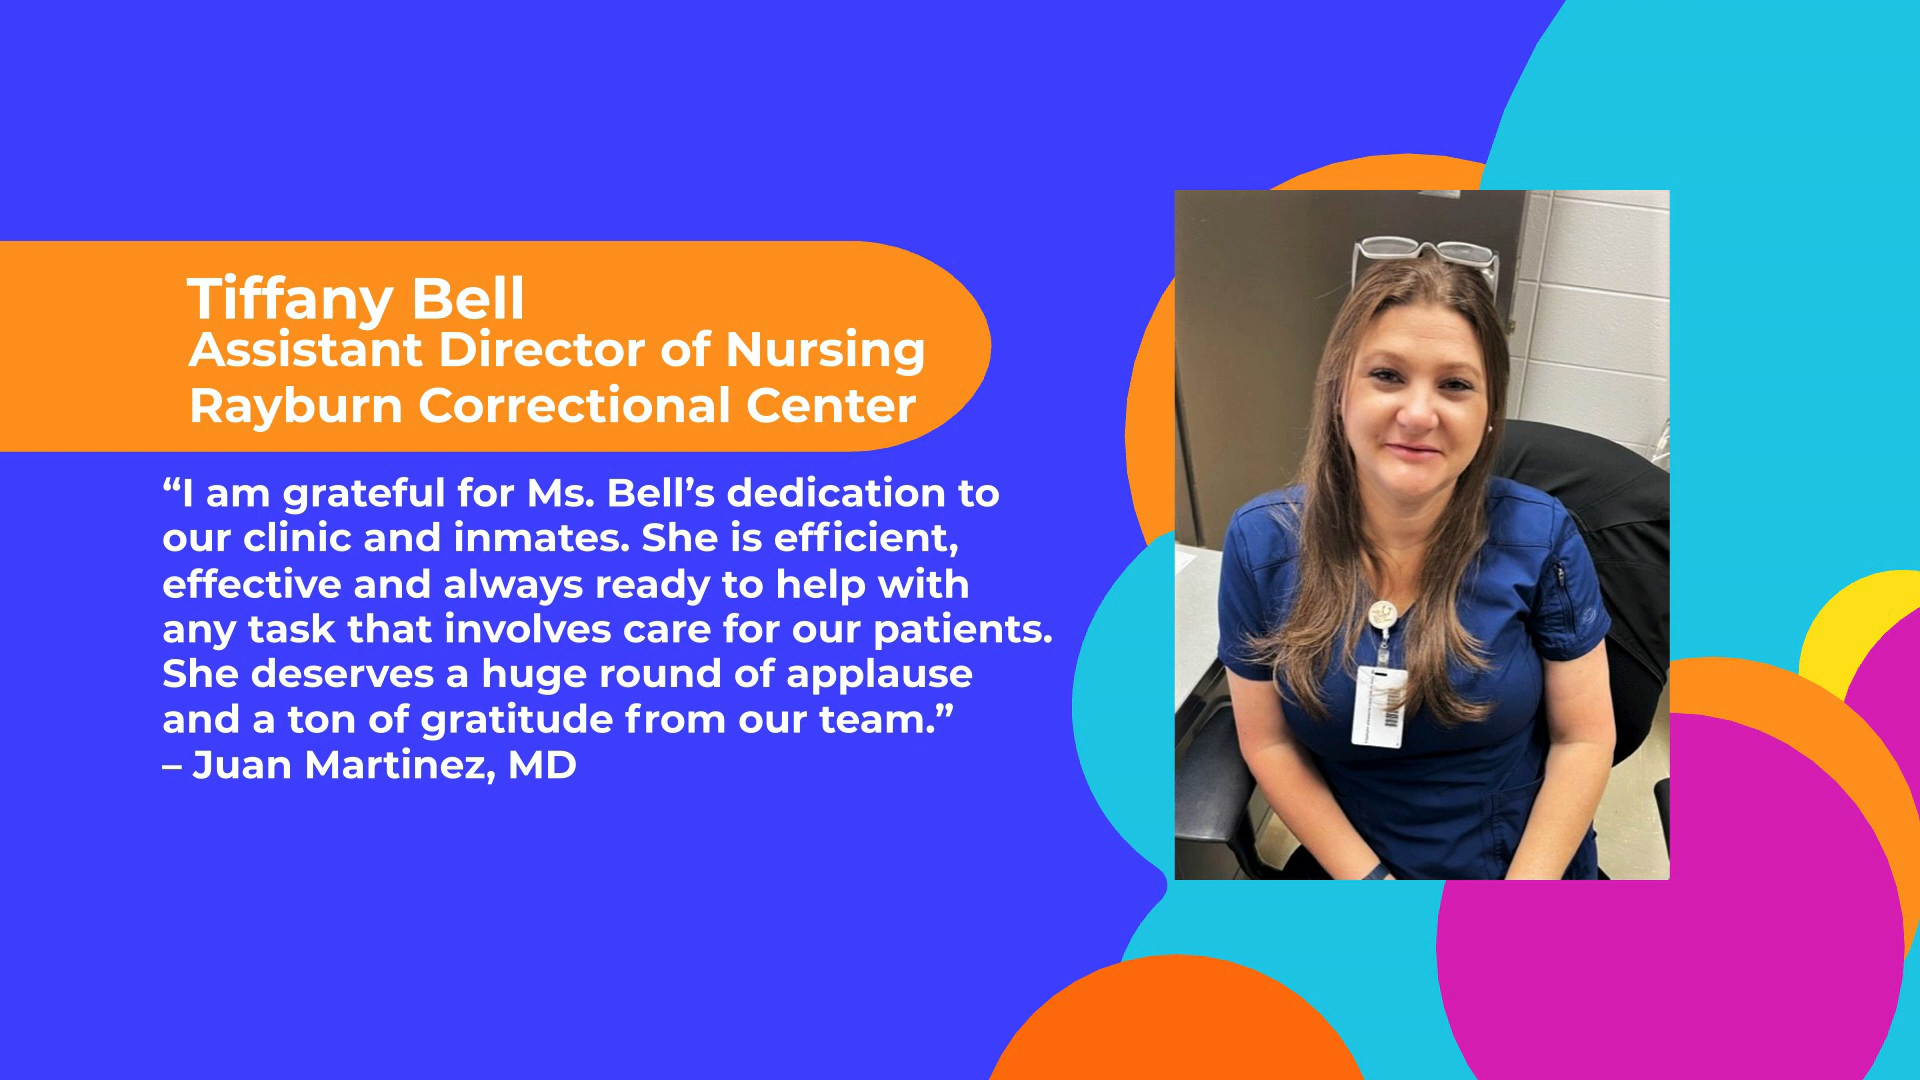 Tiffany Bell
Assistant Director of Nursing
Rayburn Correctional Center
“I am grateful for Ms. Bell’s dedication to
our clinic and inmates. She is efficient,
effective and always ready to help with
any task that involves care for our patients.
She deserves a huge round of applause
and a ton of gratitude from our team.”
– Juan Martinez, MD